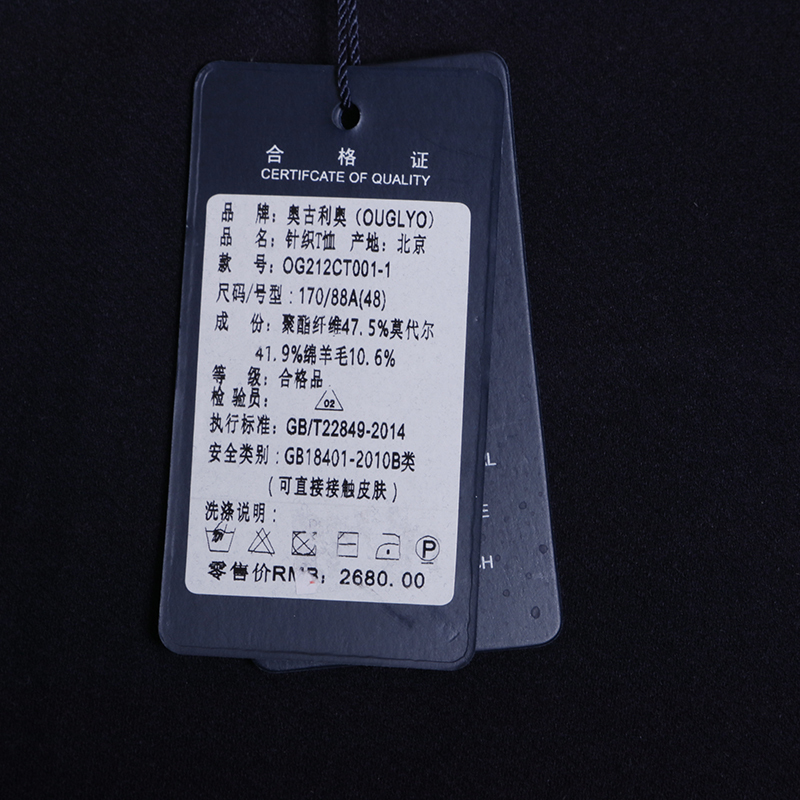 合 格 证
CERTIFCATE OF QUALITY
品 牌：奥古利奥（OUGLYO）
品 名：针织T恤 产地：北京
款 号：OG212CT001-1
尺码/号型：170/88A(48)
成 份：聚酯纤维47.5%莫代尔
41.9%绵羊毛10.6%
等 级：合格品
检 验员： 02
执行标准：GB/T22849-2014
安全类别：GB18401-2010B类
（可直接接触皮肤）
洗涤说明：
P
零售价RMB：2680.00